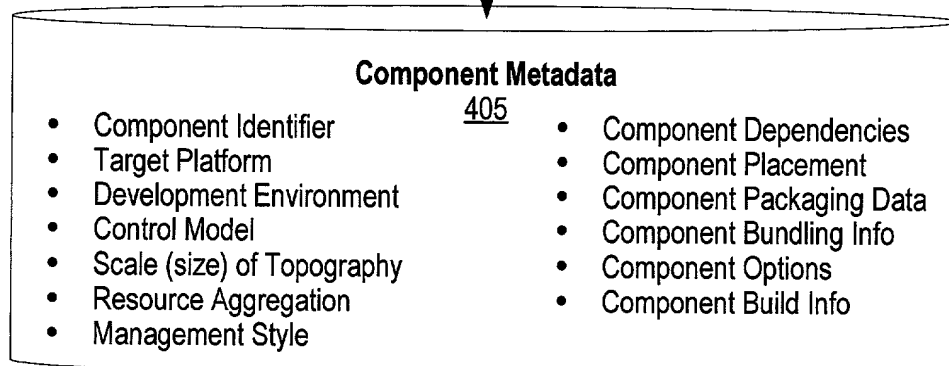 Component Metadata
405
• Component Identifier
• Target Platform
• Development Environment
• Control Model
• Scale (size) of Topography
• Resource Aggregation
• Management Style
• Component Dependencies
• Component Placement
• Component Packaging Data
• Component Bundling Info
• Component Options
• Component Build Info